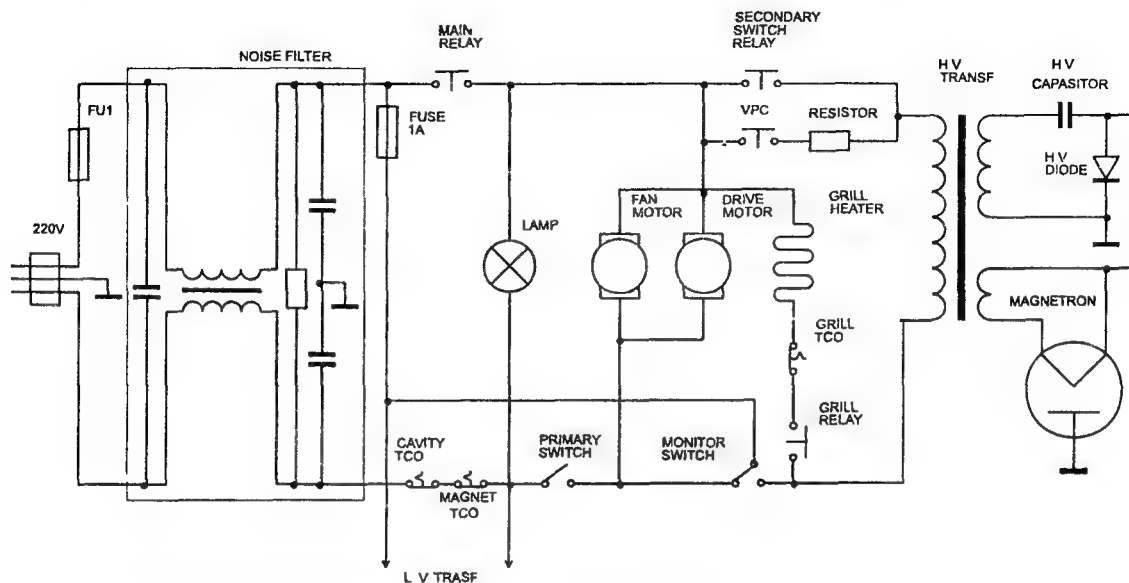 MAIN
RELAY
SECONDARY
SWITCH
RELAY
NOISE FILTER
H V
TRANSF
H V
CAPASITOR
FU1
FUSE
1A
VPC
RESISTOR
H V
DIODE
FAN
MOTOR
DRIVE
MOTOR
GRILL
HEATER
220V
LAMP
MAGNETRON
GRILL
TCO
GRILL
RELAY
CAVITY
TCO
PRIMARY
SWITCH
MONITOR
SWITCH
MAGNET
TCO
L V TRASF